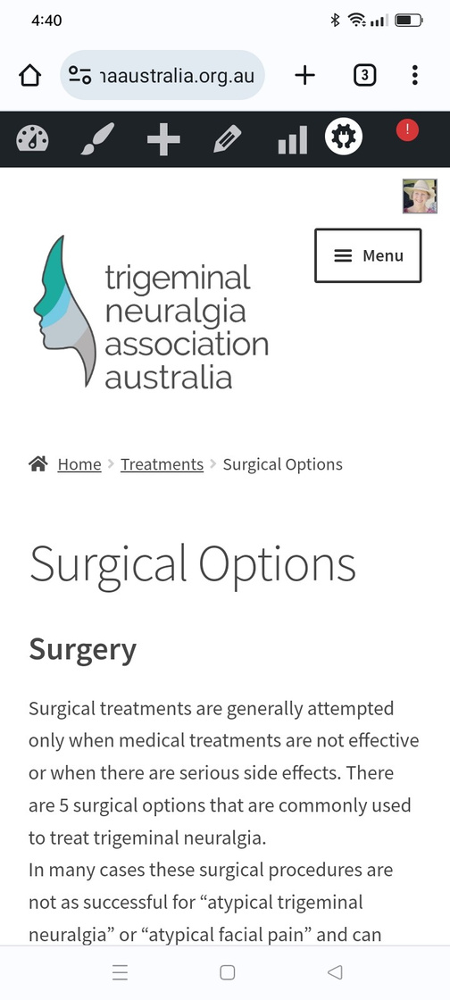 4:40
naaustralia.org.au
3
!
Menu
trigeminal
neuralgia
association
australia
Home > Treatments > Surgical Options
Surgical Options
Surgery
Surgical treatments are generally attempted
only when medical treatments are not effective
or when there are serious side effects. There
are 5 surgical options that are commonly used
to treat trigeminal neuralgia.
In many cases these surgical procedures are
not as successful for “atypical trigeminal
neuralgia” or “atypical facial pain” and can